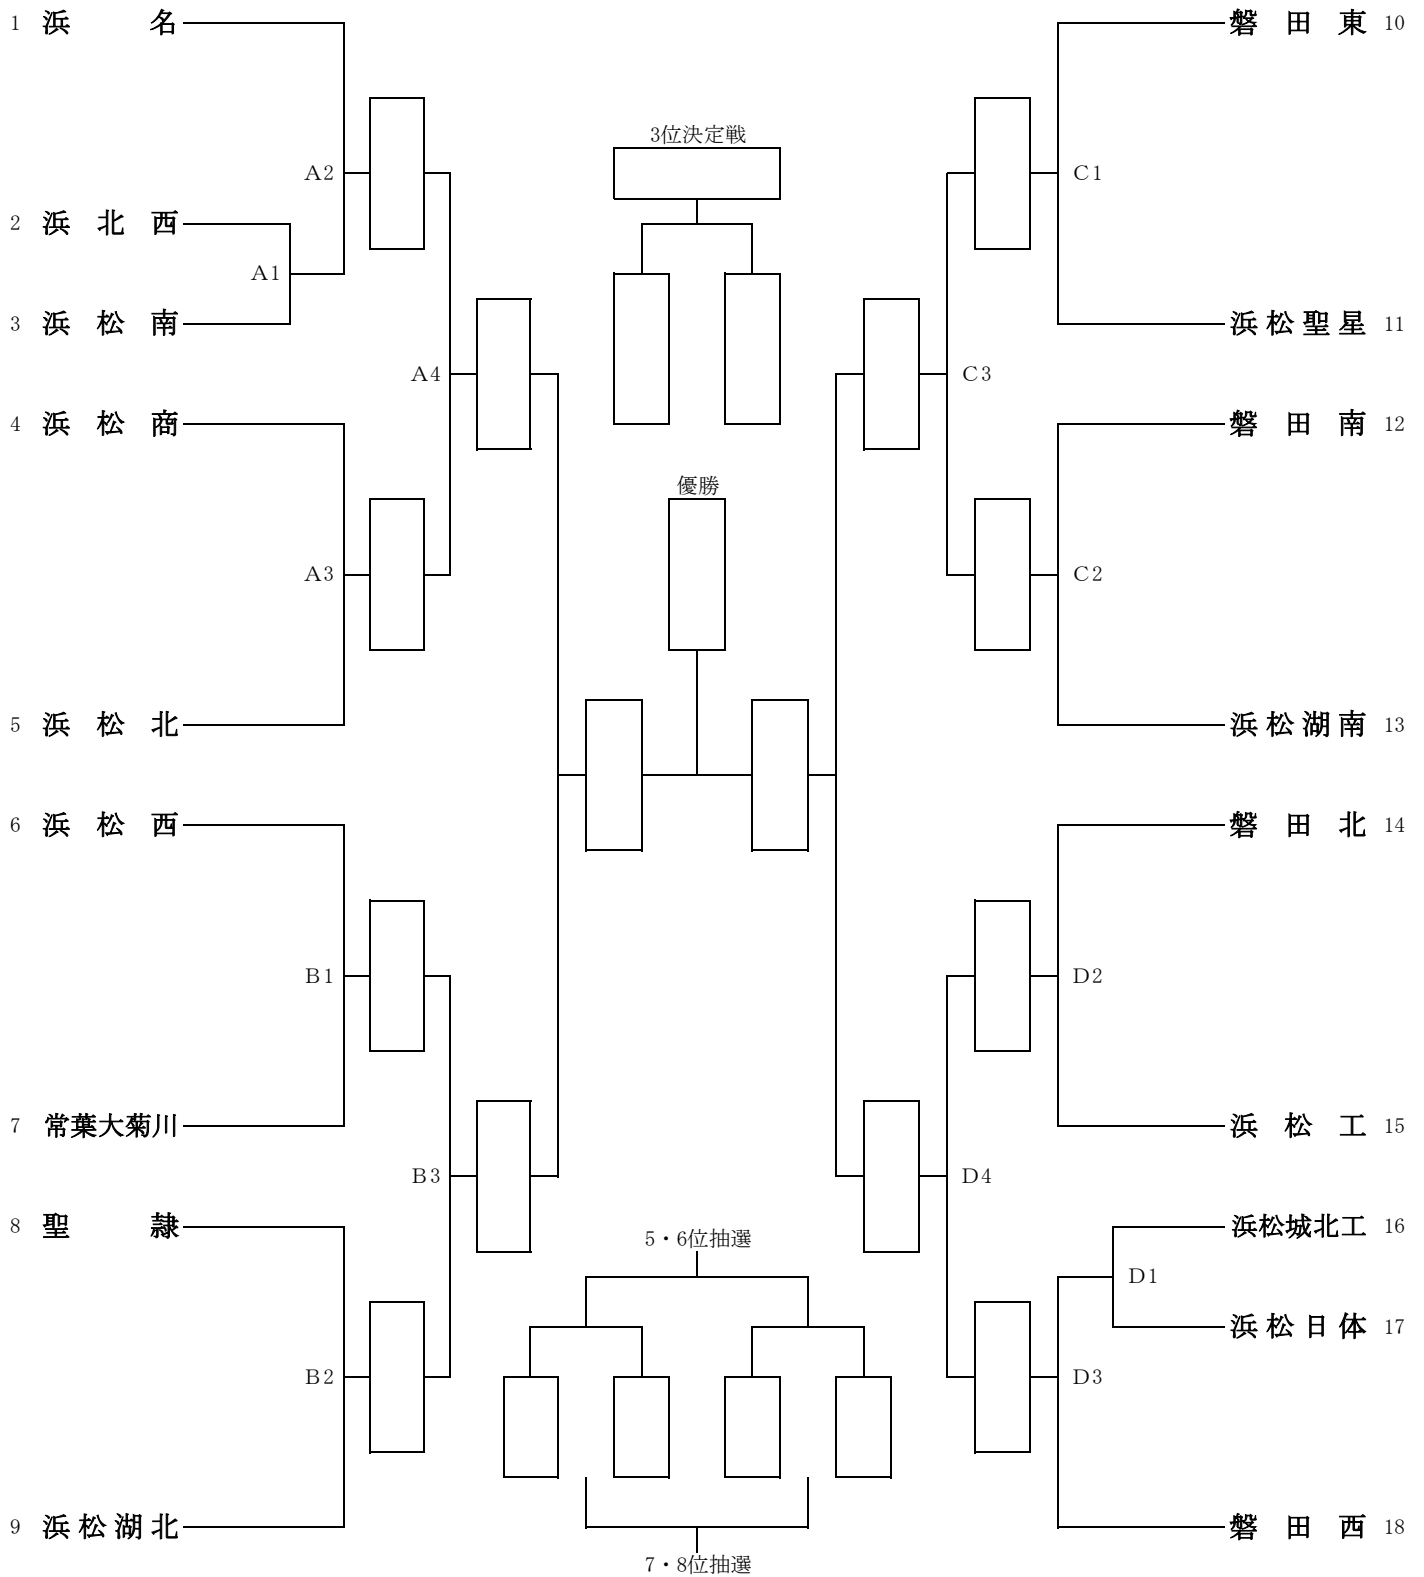 1 浜名
A2
2 浜北西
A1
3 浜松南
A4
4 浜松商
A3
5 浜松北
6 浜松西
B1
7 常葉大菊川
B3
8 聖隷
B2
9 浜松湖北
3位決定戦
優勝
5・6位抽選
7・8位抽選
磐田東 10
C1
浜松聖星 11
C3
磐田南 12
C2
浜松湖南 13
磐田北 14
D2
浜松工 15
D4
浜松城北工 16
D1
浜松日体 17
D3
磐田西 18